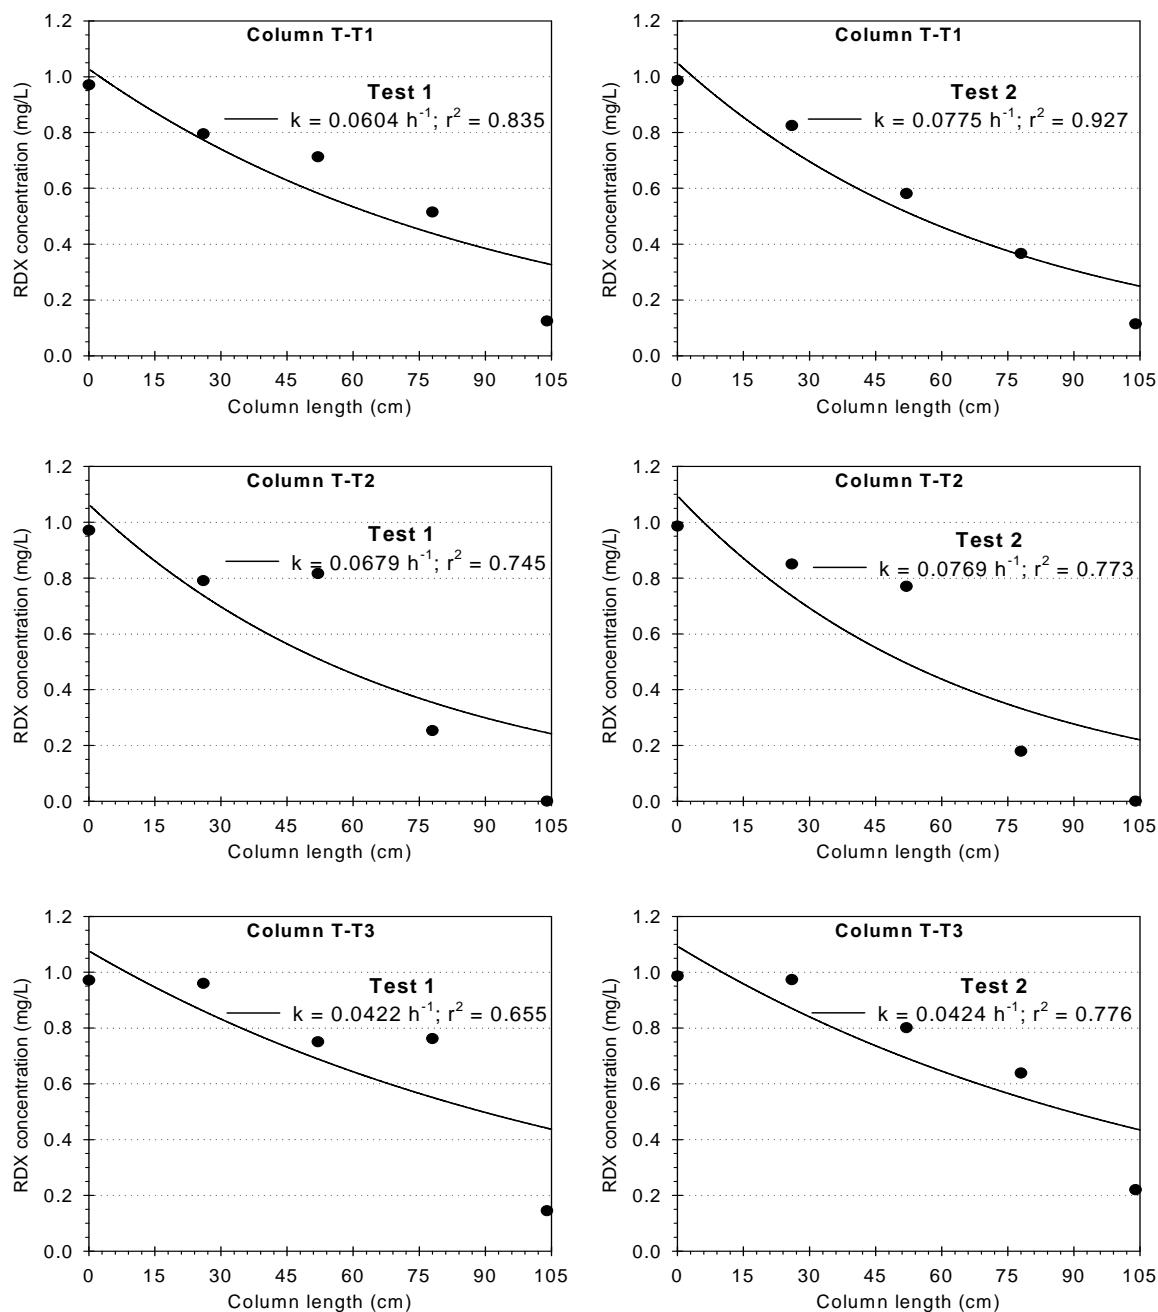 Column T-T1
Test 1
k = 0.0604 h⁻¹; r² = 0.835
RDX concentration (mg/L)
1.2
1.0
0.8
0.6
0.4
0.2
0.0
0 15 30 45 60 75 90 105
Column length (cm)
Column T-T1
Test 2
k = 0.0775 h⁻¹; r² = 0.927
RDX concentration (mg/L)
1.2
1.0
0.8
0.6
0.4
0.2
0.0
0 15 30 45 60 75 90 105
Column length (cm)
Column T-T2
Test 1
k = 0.0679 h⁻¹; r² = 0.745
RDX concentration (mg/L)
1.2
1.0
0.8
0.6
0.4
0.2
0.0
0 15 30 45 60 75 90 105
Column length (cm)
Column T-T2
Test 2
k = 0.0769 h⁻¹; r² = 0.773
RDX concentration (mg/L)
1.2
1.0
0.8
0.6
0.4
0.2
0.0
0 15 30 45 60 75 90 105
Column length (cm)
Column T-T3
Test 1
k = 0.0422 h⁻¹; r² = 0.655
RDX concentration (mg/L)
1.2
1.0
0.8
0.6
0.4
0.2
0.0
0 15 30 45 60 75 90 105
Column length (cm)
Column T-T3
Test 2
k = 0.0424 h⁻¹; r² = 0.776
RDX concentration (mg/L)
1.2
1.0
0.8
0.6
0.4
0.2
0.0
0 15 30 45 60 75 90 105
Column length (cm)